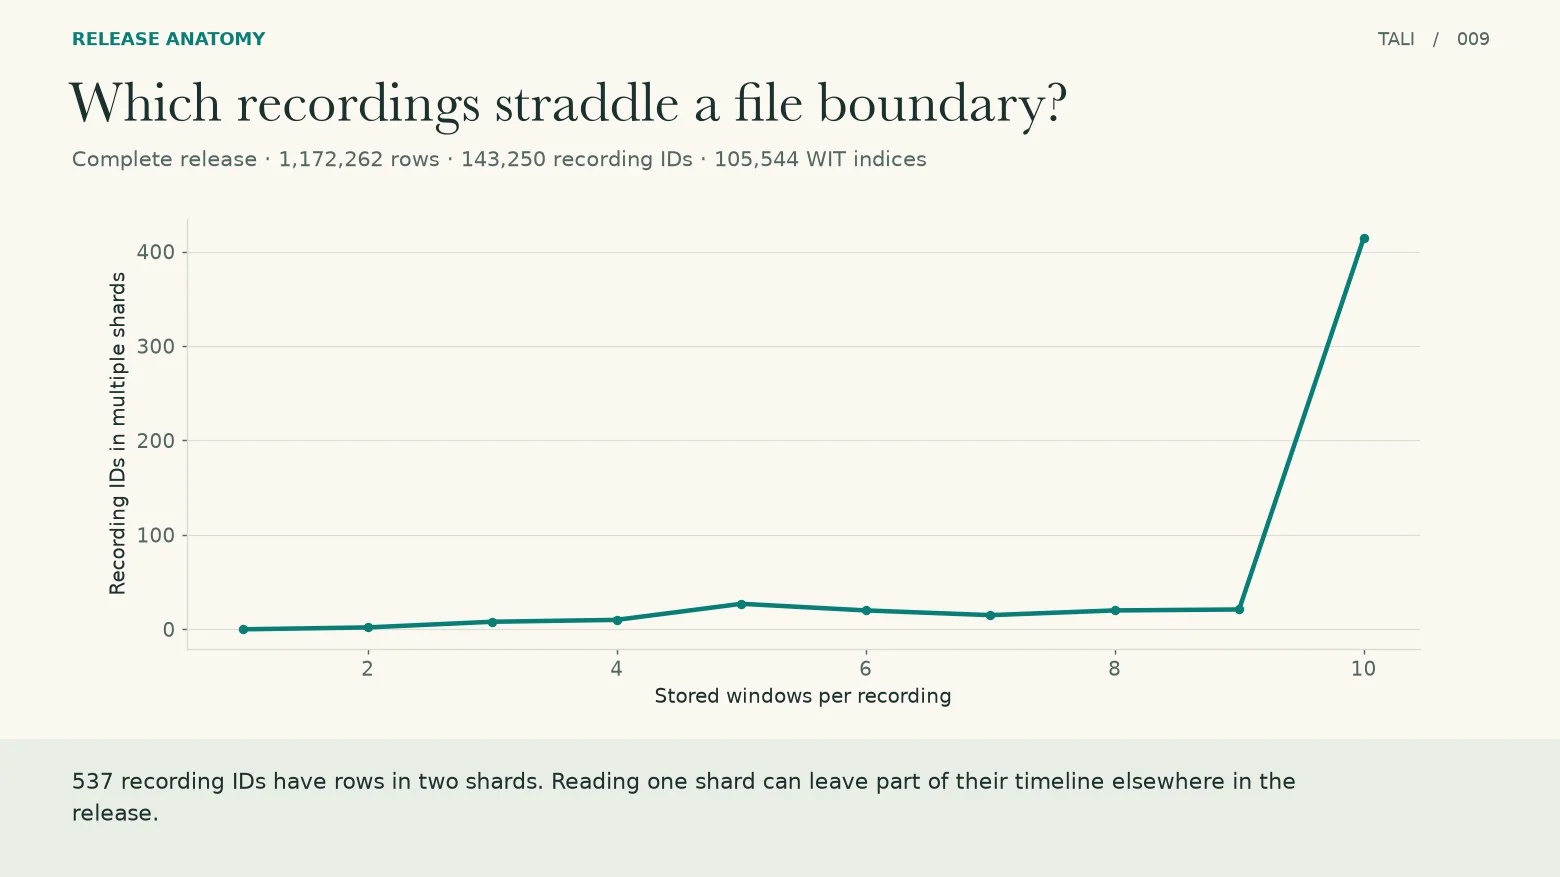 RELEASE ANATOMY
TALI / 009
Which recordings straddle a file boundary?
Complete release · 1,172,262 rows · 143,250 recording IDs · 105,544 WIT indices
Recording IDs in multiple shards
400
300
200
100
0
2 4 6 8 10
Stored windows per recording
537 recording IDs have rows in two shards. Reading one shard can leave part of their timeline elsewhere in the
release.